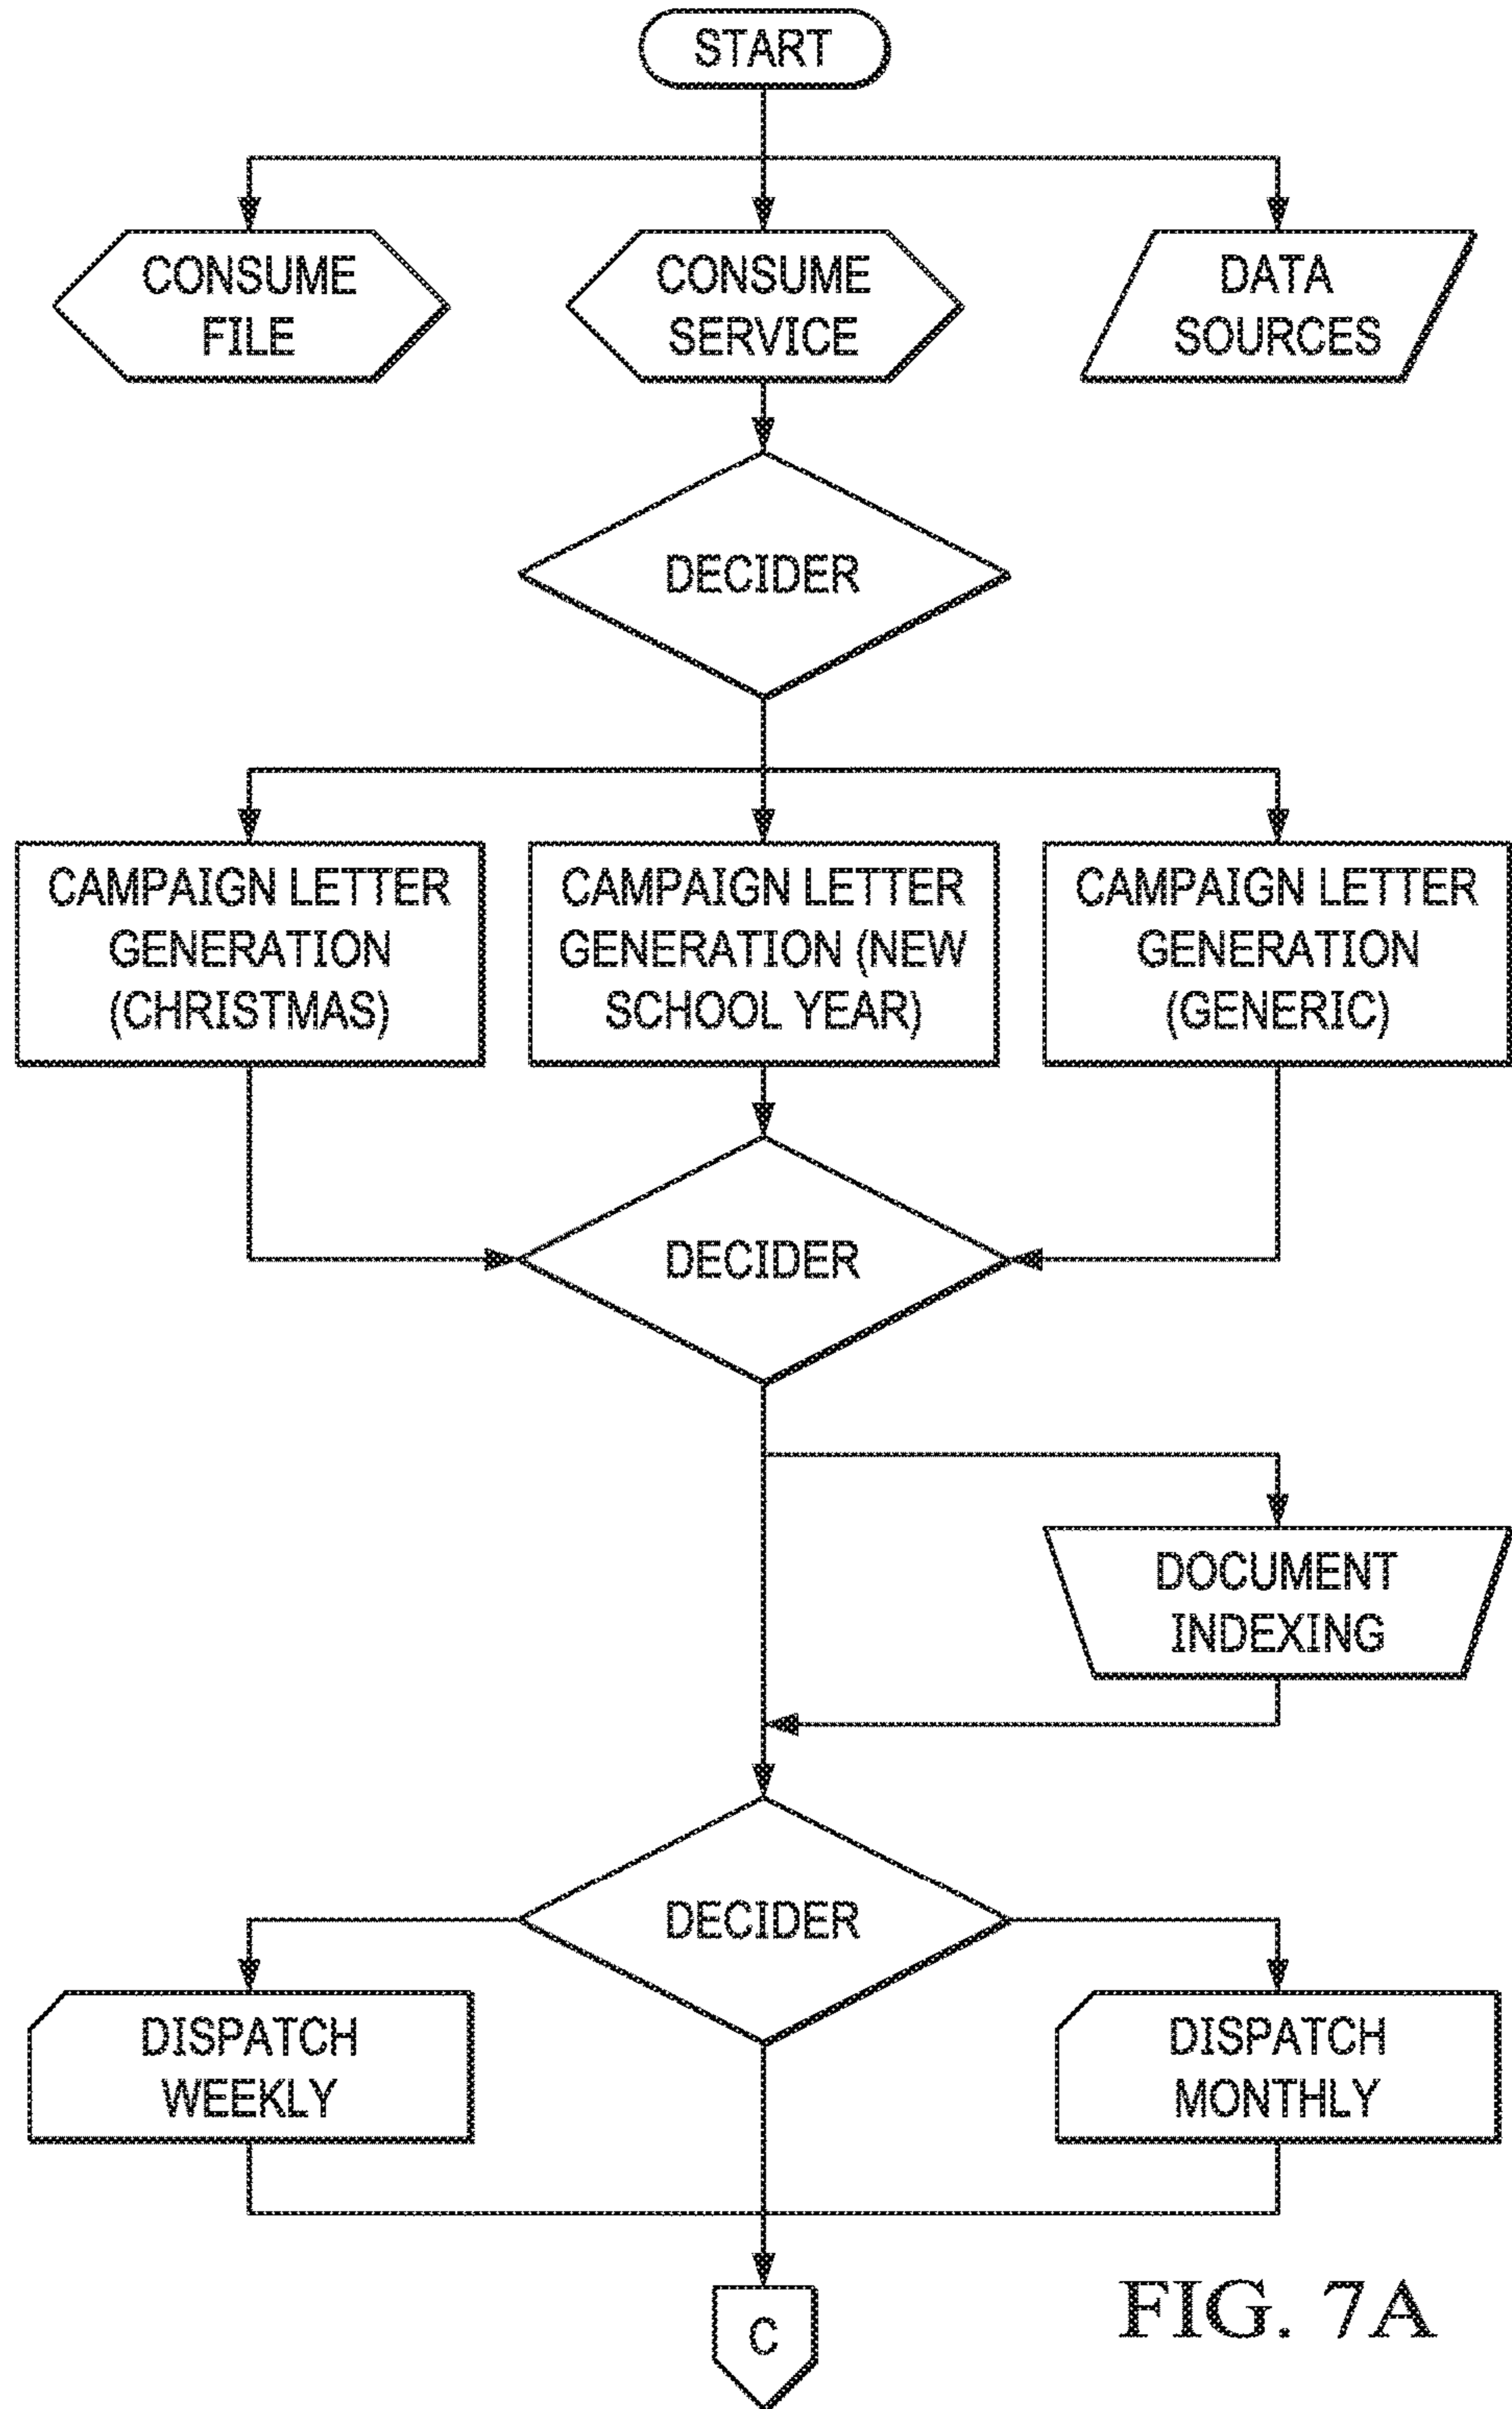 START
CONSUME
FILE
CONSUME
SERVICE
DATA
SOURCES
DECIDER
CAMPAIGN LETTER
GENERATION
(CHRISTMAS)
CAMPAIGN LETTER
GENERATION (NEW
SCHOOL YEAR)
CAMPAIGN LETTER
GENERATION
(GENERIC)
DECIDER
DOCUMENT
INDEXING
DECIDER
DISPATCH
WEEKLY
DISPATCH
MONTHLY
C
FIG. 7A